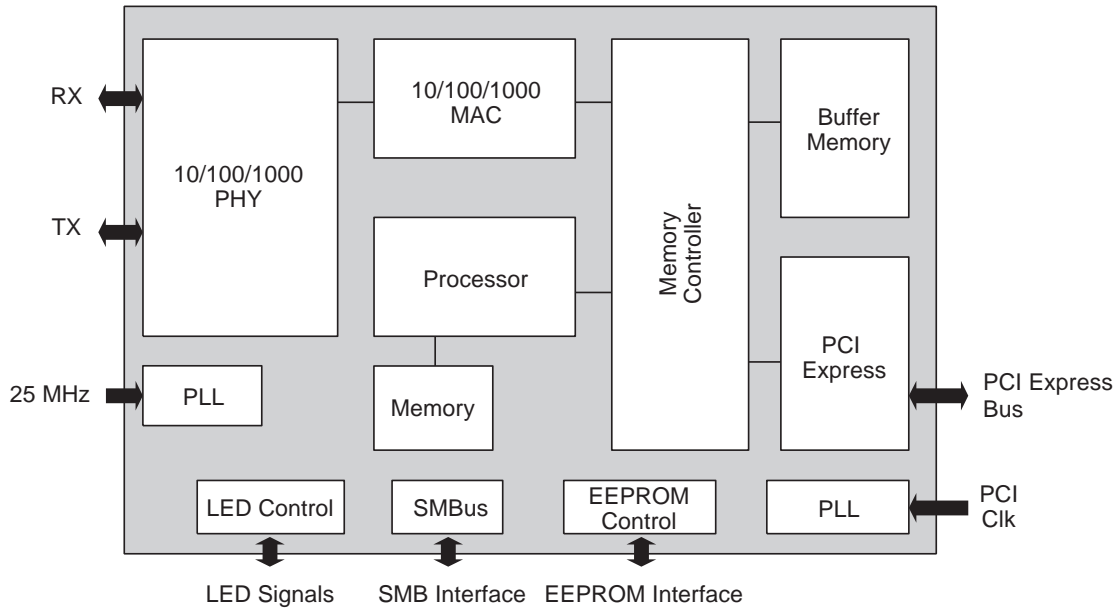 RX
TX
25 MHz
10/100/1000
PHY
10/100/1000
MAC
Processor
Memory
Memory
Controller
Buffer
Memory
PCI
Express
PCI Express
Bus
PLL
LED Control
SMBus
EEPROM
Control
PLL
PCI
Clk
LED Signals
SMB Interface
EEPROM Interface